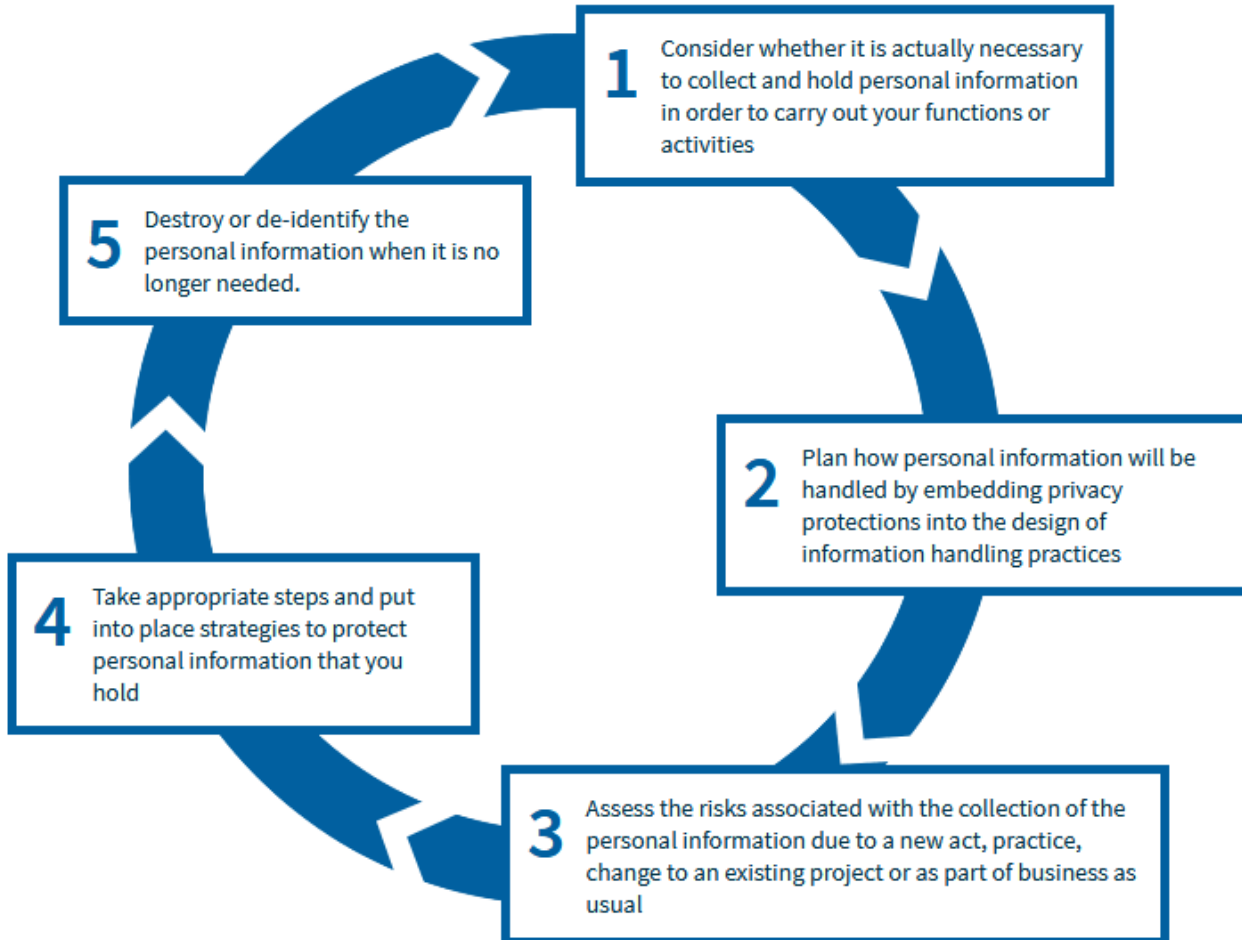 1
Consider whether it is actually necessary
to collect and hold personal information
in order to carry out your functions or
activities
2
Plan how personal information will be
handled by embedding privacy
protections into the design of
information handling practices
3
Assess the risks associated with the collection of the
personal information due to a new act, practice,
change to an existing project or as part of business as
usual
4
Take appropriate steps and put
into place strategies to protect
personal information that you
hold
5
Destroy or de-identify the
personal information when it is no
longer needed.